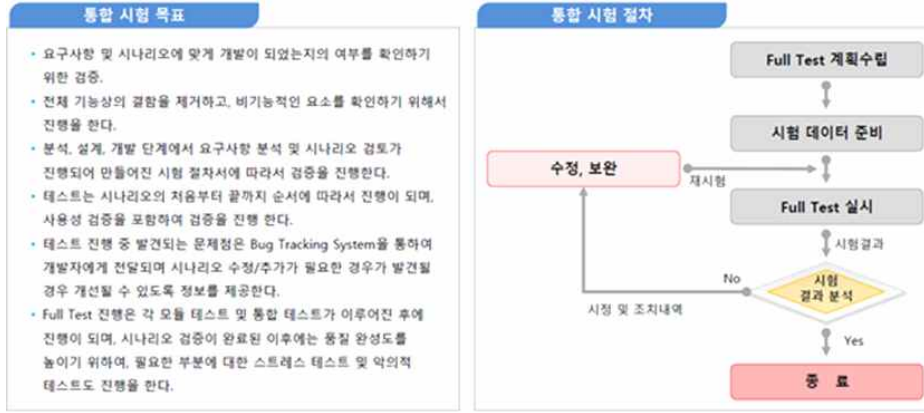 통합 시험 목표
• 요구사항 및 시나리오에 맞게 개발이 되었는지의 여부를 확인하기
위한 검증.
• 전체 기능상의 결함을 제거하고, 비기능적인 요소를 확인하기 위해서
진행을 한다.
• 분석, 설계, 개발 단계에서 요구사항 분석 및 시나리오 검토가
진행되어 만들어진 시험 절차서에 따라서 검증을 진행한다.
• 테스트는 시나리오의 처음부터 끝까지 순서에 따라서 진행이 되며,
사용성 검증을 포함하여 검증을 진행 한다.
• 테스트 진행 중 발견되는 문제점은 Bug Tracking System을 통하여
개발자에게 전달되며 시나리오 수정/추가가 필요한 경우가 발견될
경우 개선될 수 있도록 정보를 제공한다.
• Full Test 진행은 각 모듈 테스트 및 통합 테스트가 이루어진 후에
진행이 되며, 시나리오 검증이 완료된 이후에는 품질 완성도를
높이기 위하여, 필요한 부분에 대한 스트레스 테스트 및 악의적
테스트도 진행을 한다.
통합 시험 절차
Full Test 계획수립
시험 데이터 준비
수정, 보완
재시험
Full Test 실시
시험결과
No
시험
결과 분석
시정 및 조치내역
Yes
종 료